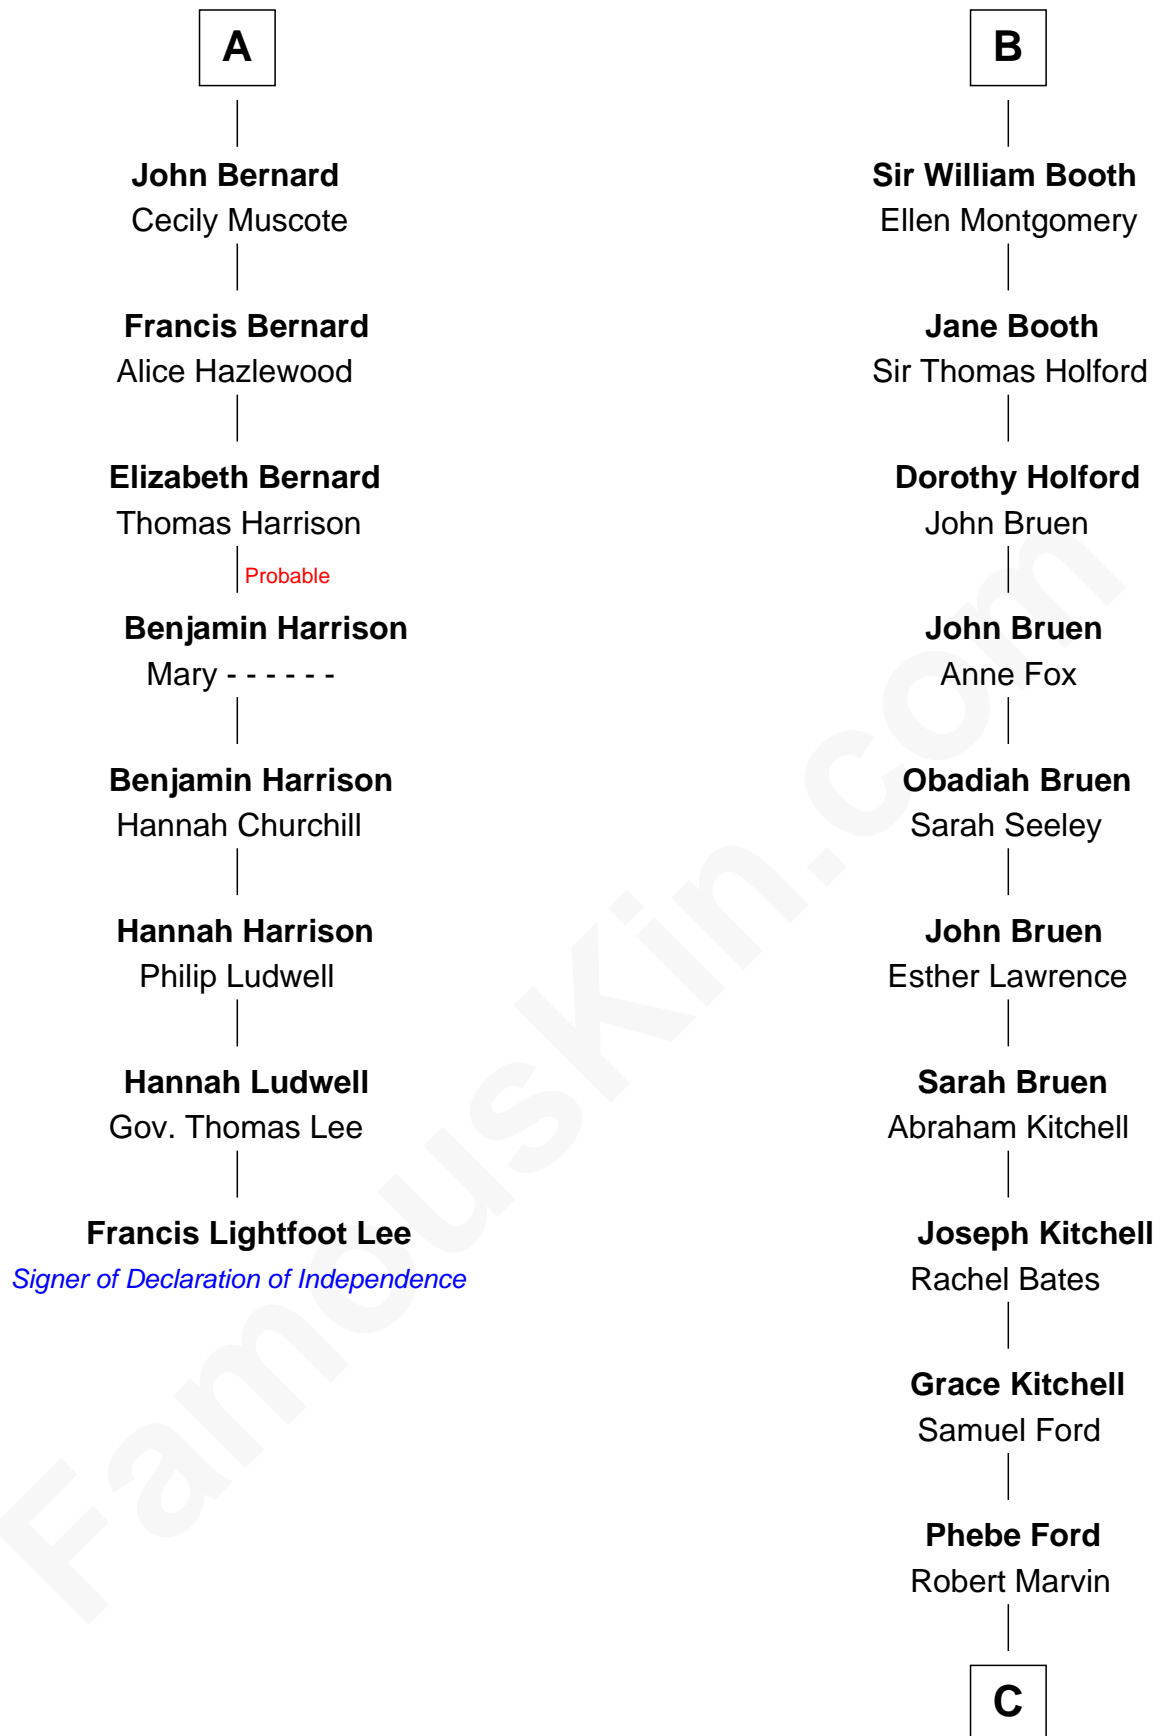 A
John Bernard
Cecily Muscote
Francis Bernard
Alice Hazlewood
Elizabeth Bernard
Thomas Harrison
Probable
Benjamin Harrison
Mary - - - - - -
Benjamin Harrison
Hannah Churchill
Hannah Harrison
Philip Ludwell
Hannah Ludwell
Gov. Thomas Lee
Francis Lightfoot Lee
Signer of Declaration of Independence
B
Sir William Booth
Ellen Montgomery
Jane Booth
Sir Thomas Holford
Dorothy Holford
John Bruen
John Bruen
Anne Fox
Obadiah Bruen
Sarah Seeley
John Bruen
Esther Lawrence
Sarah Bruen
Abraham Kitchell
Joseph Kitchell
Rachel Bates
Grace Kitchell
Samuel Ford
Phebe Ford
Robert Marvin
C
FamousKin.com